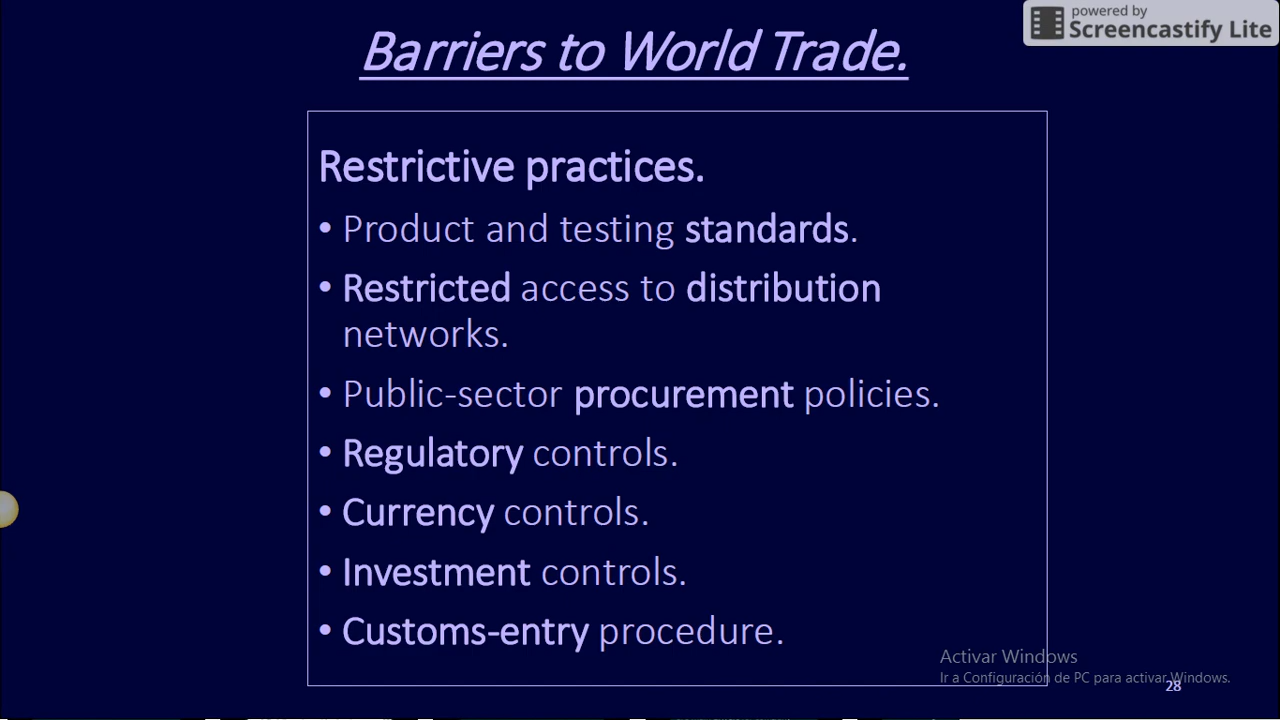 powered by
Screencastify Lite
Barriers to World Trade.
Restrictive practices.
• Product and testing standards.
• Restricted access to distribution
networks.
• Public-sector procurement policies.
• Regulatory controls.
• Currency controls.
• Investment controls.
• Customs-entry procedure.
Activar Windows
Ir a Configuración de PC para activar Windows.
28